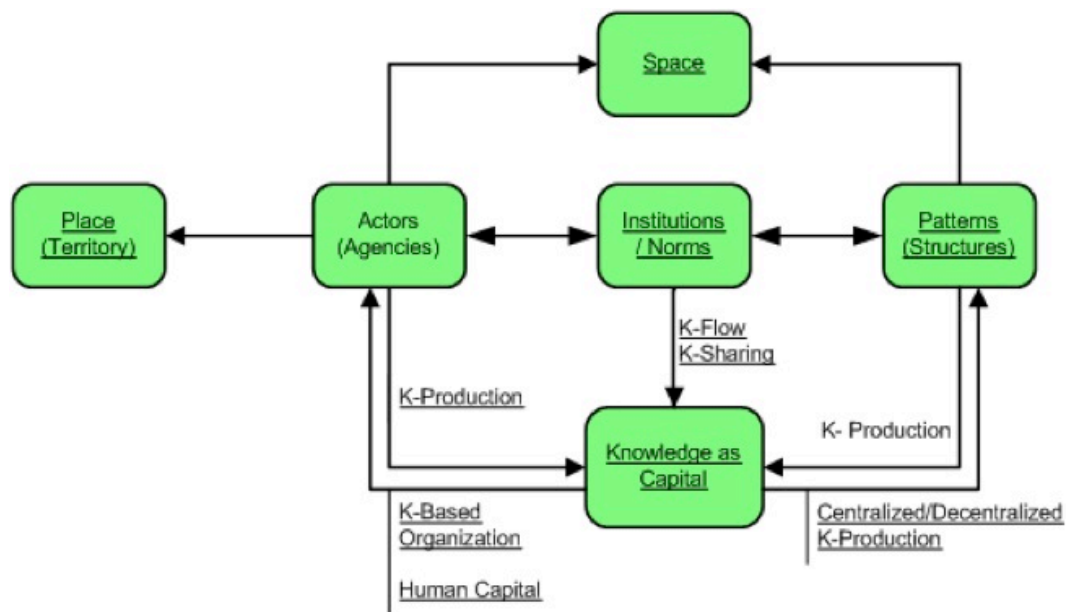 Space
Place
(Territory)
Actors
(Agencies)
Institutions
/ Norms
Patterns
(Structures)
K-Flow
K-Sharing
K-Production
K- Production
Knowledge as
Capital
K-Based
Organization
Human Capital
Centralized/Decentralized
K-Production